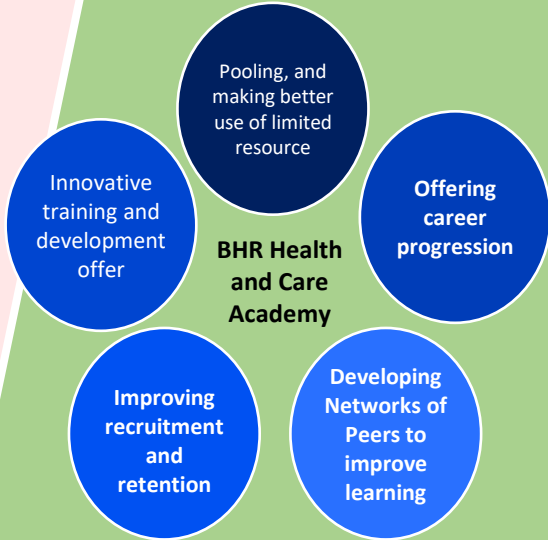 Pooling, and
making better
use of limited
resource
Offering
career
progression
Developing
Networks of
Peers to
improve
learning
Improving
recruitment
and
retention
Innovative
training and
development
offer
BHR Health
and Care
Academy